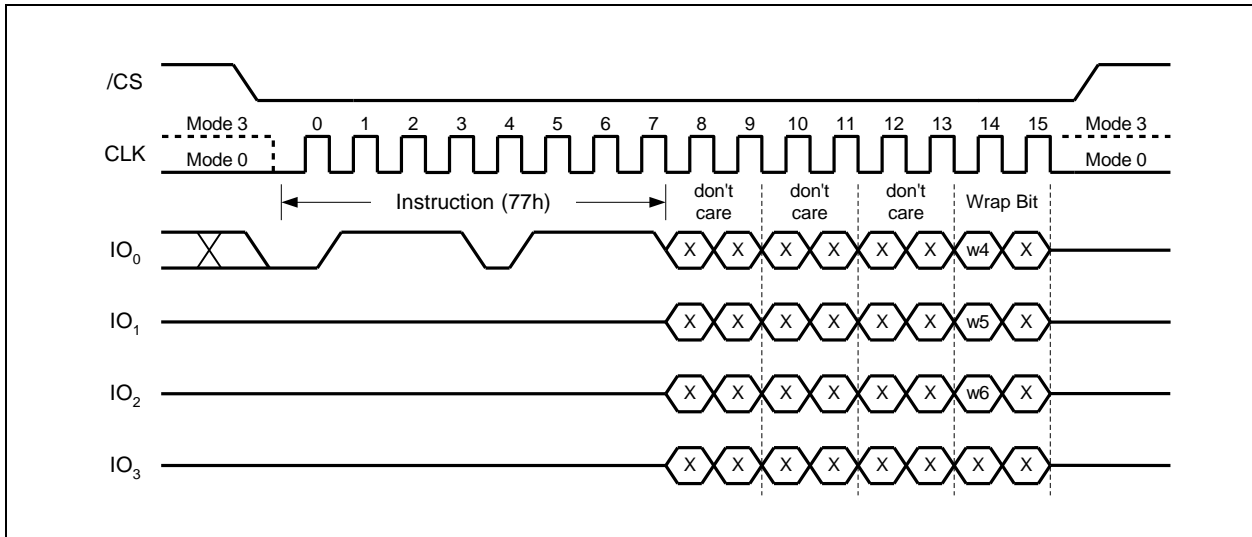 /CS
Mode 3 0 1 2 3 4 5 6 7 8 9 10 11 12 13 14 15 Mode 3
CLK
Mode 0 Mode 0
Instruction (77h) don't care don't care don't care Wrap Bit
IO0 X X X X X X w4 X
IO1 X X X X X X w5 X
IO2 X X X X X X w6 X
IO3 X X X X X X X X